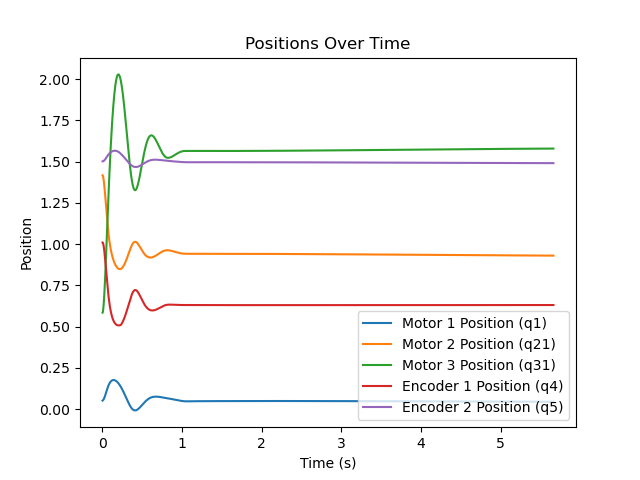 Positions Over Time
2.00
1.75
1.50
1.25
1.00
0.75
0.50
0.25
0.00
Position
Motor 1 Position (q1)
Motor 2 Position (q21)
Motor 3 Position (q31)
Encoder 1 Position (q4)
Encoder 2 Position (q5)
0 1 2 3 4 5
Time (s)